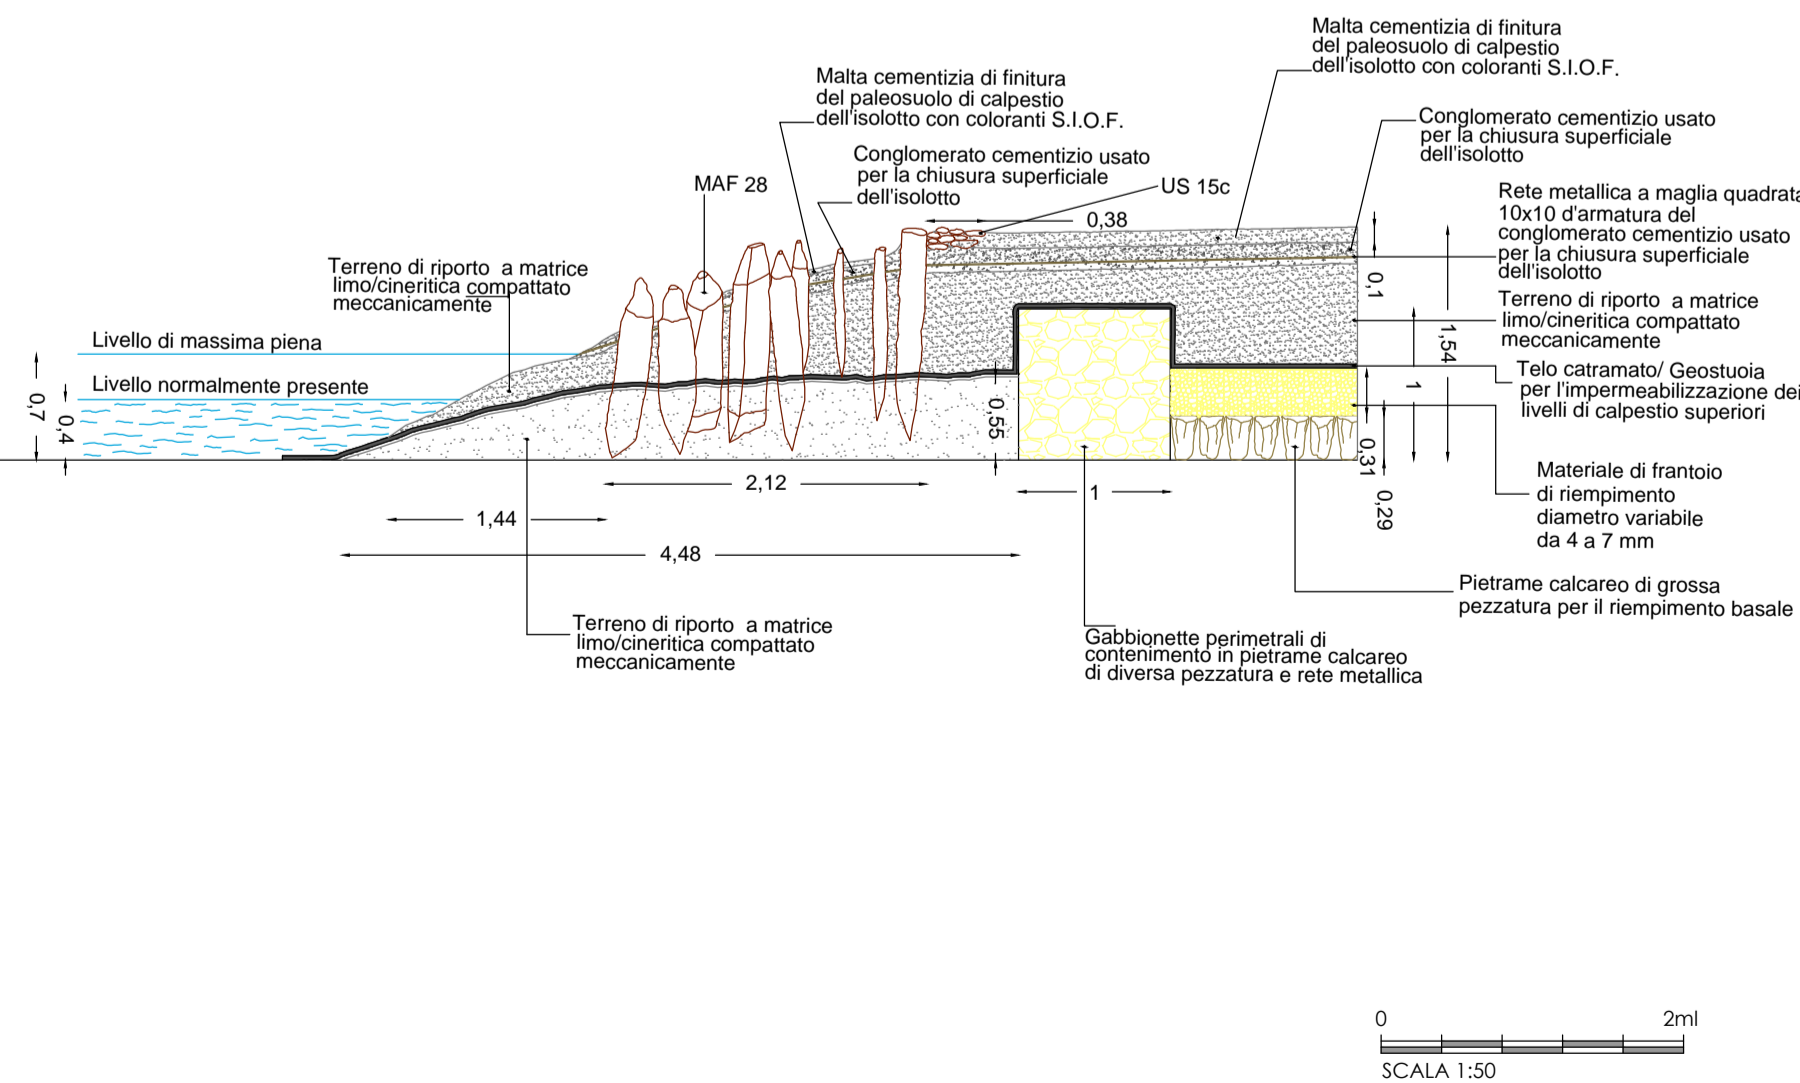 Malta cementizia di finitura
del paleosuolo di calpestio
dell'isolotto con coloranti S.I.O.F.
Malta cementizia di finitura
del paleosuolo di calpestio
dell'isolotto con coloranti S.I.O.F.
Conglomerato cementizio usato
per la chiusura superficiale
dell'isolotto
Conglomerato cementizio usato
per la chiusura superficiale
dell'isolotto
MAF 28
US 15c
0,38
Rete metallica a maglia quadrata
10x10 d'armatura del
conglomerato cementizio usato
per la chiusura superficiale
dell'isolotto
Terreno di riporto a matrice
limo/cineritica compattato
meccanicamente
Terreno di riporto a matrice
limo/cineritica compattato
meccanicamente
Livello di massima piena
Livello normalmente presente
0,7
0,4
0,1
1,54
1
0,55
0,31
0,29
Telo catramato/ Geostuoia
per l'impermeabilizzazione dei
livelli di calpestio superiori
Materiale di frantoio
di riempimento
diametro variabile
da 4 a 7 mm
2,12
1
1,44
4,48
Pietrame calcareo di grossa
pezzatura per il riempimento basale
Terreno di riporto a matrice
limo/cineritica compattato
meccanicamente
Gabbionette perimetrali di
contenimento in pietrame calcareo
di diversa pezzatura e rete metallica
0
2ml
SCALA 1:50